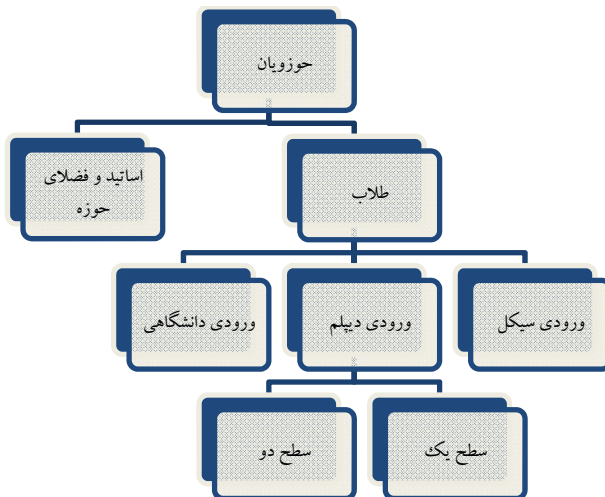 حوزویان
طلاب
اساتید و فضلای
حوزه
ورودی سیکل
ورودی دیپلم
ورودی دانشگاهی
سطح یک
سطح دو